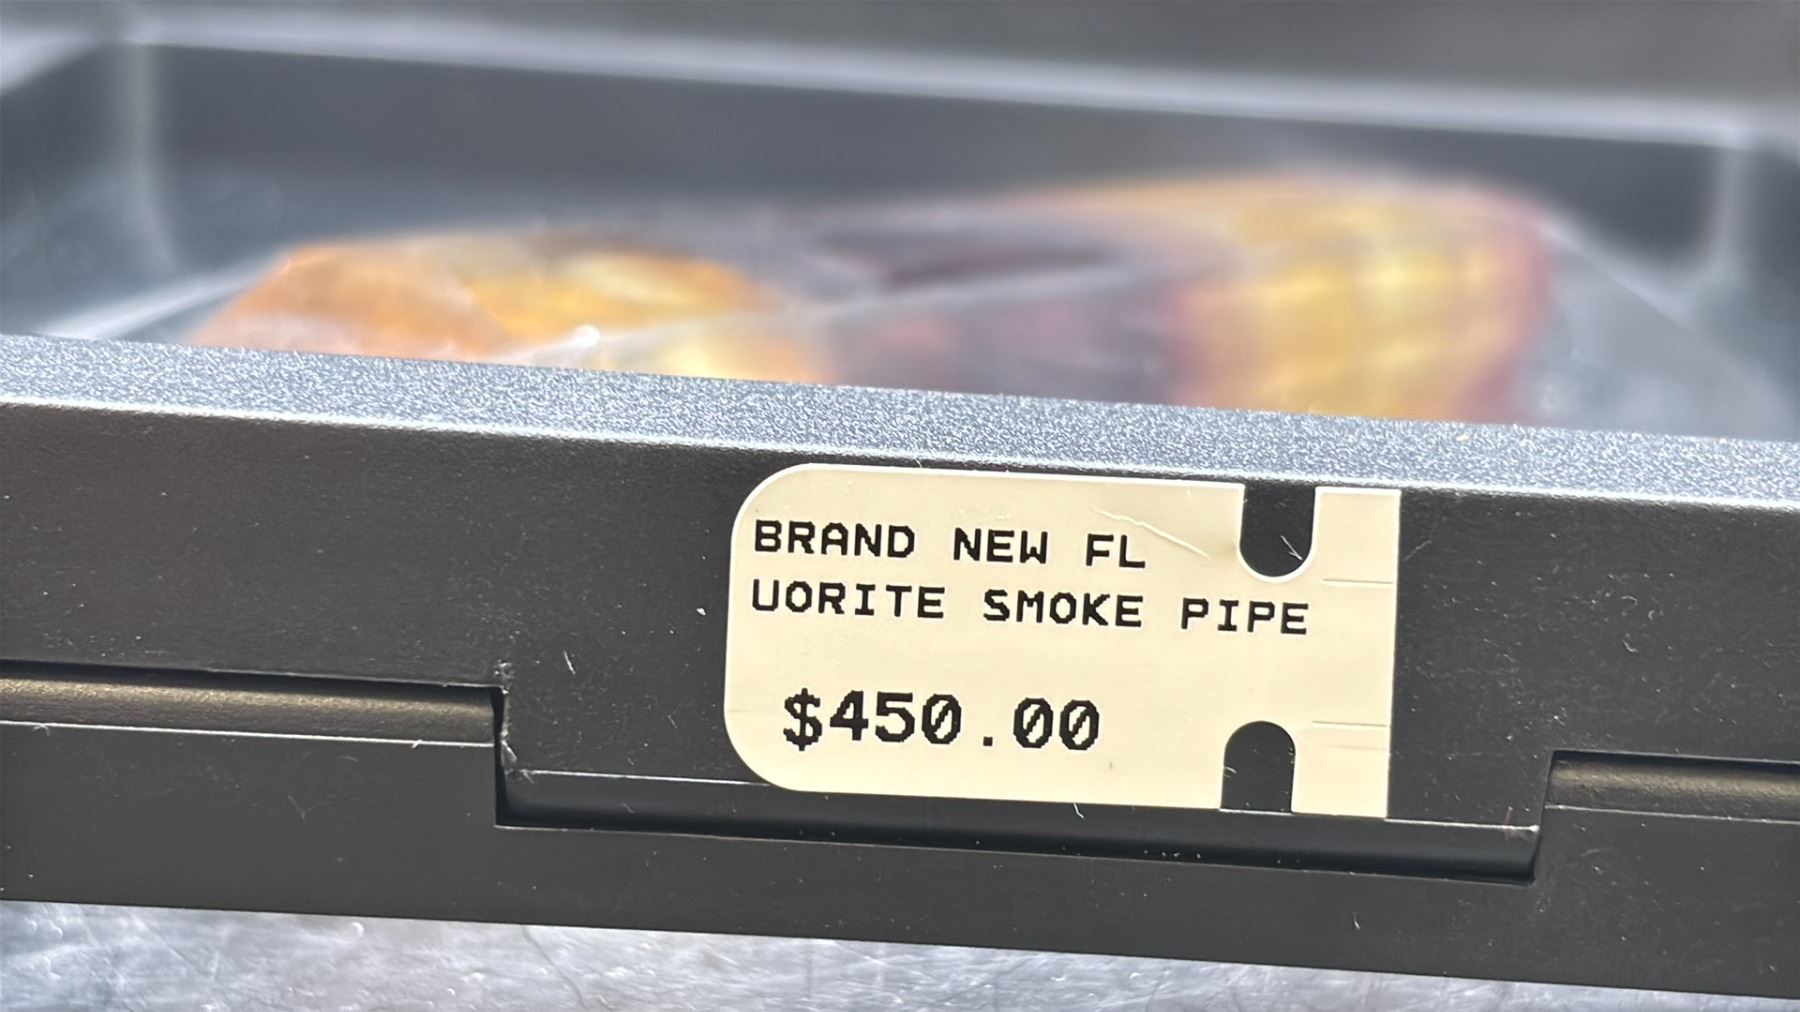 BRAND NEW FL
UORITE SMOKE PIPE
$450.00